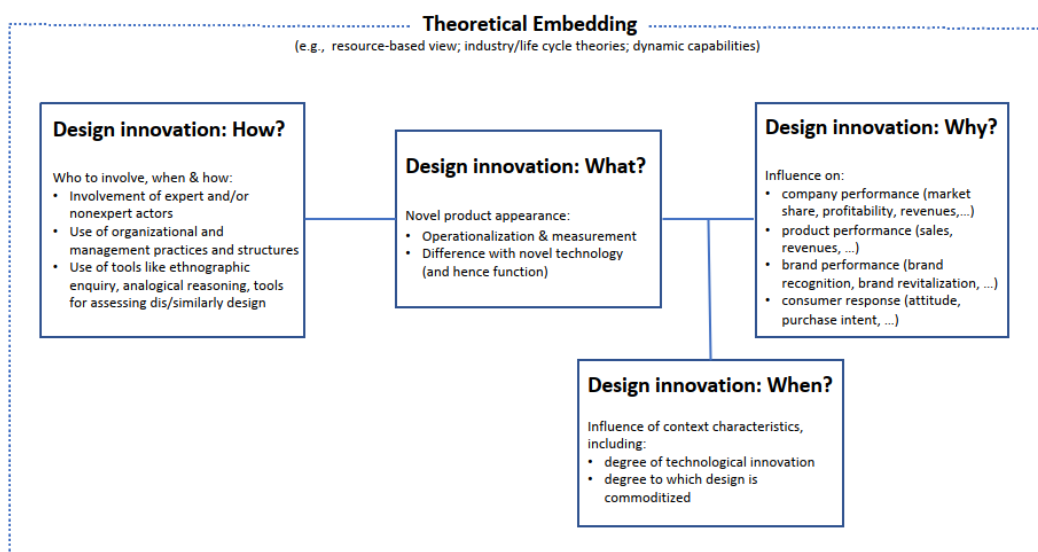 Theoretical Embedding
(e.g., resource-based view; industry/life cycle theories; dynamic capabilities)
Design innovation: How?
Who to involve, when & how:
• Involvement of expert and/or
nonexpert actors
• Use of organizational and
management practices and structures
• Use of tools like ethnographic
enquiry, analogical reasoning, tools
for assessing dis/similarly design
Design innovation: What?
Novel product appearance:
• Operationalization & measurement
• Difference with novel technology
(and hence function)
Design innovation: Why?
Influence on:
• company performance (market
share, profitability, revenues,...)
• product performance (sales,
revenues, ...)
• brand performance (brand
recognition, brand revitalization, ...)
• consumer response (attitude,
purchase intent, ...)
Design innovation: When?
Influence of context characteristics,
including:
• degree of technological innovation
• degree to which design is
commoditized